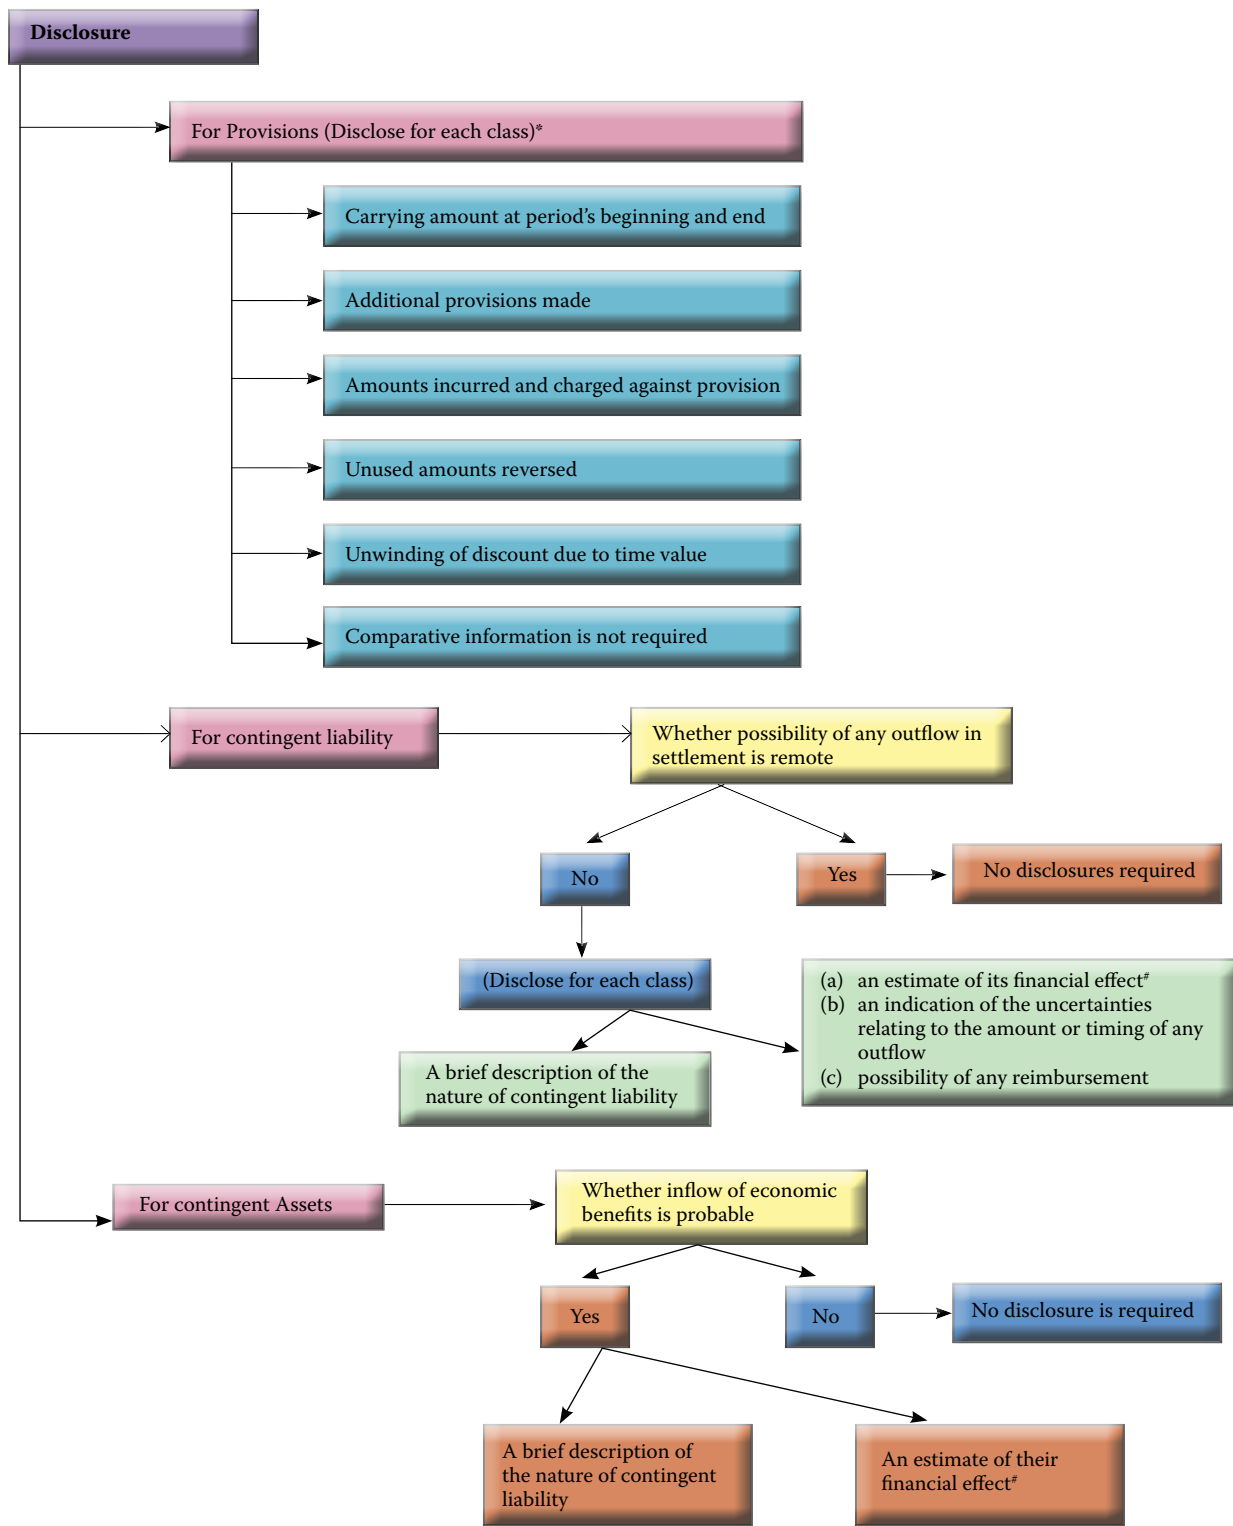 Disclosure
For Provisions (Disclose for each class)*
Carrying amount at period's beginning and end
Additional provisions made
Amounts incurred and charged against provision
Unused amounts reversed
Unwinding of discount due to time value
Comparative information is not required
For contingent liability
Whether possibility of any outflow in
settlement is remote
No
Yes
No disclosures required
(Disclose for each class)
A brief description of the
nature of contingent liability
(a) an estimate of its financial effect#
(b) an indication of the uncertainties
relating to the amount or timing of any
outflow
(c) possibility of any reimbursement
For contingent Assets
Whether inflow of economic
benefits is probable
Yes
No
No disclosure is required
A brief description of
the nature of contingent
liability
An estimate of their
financial effect#